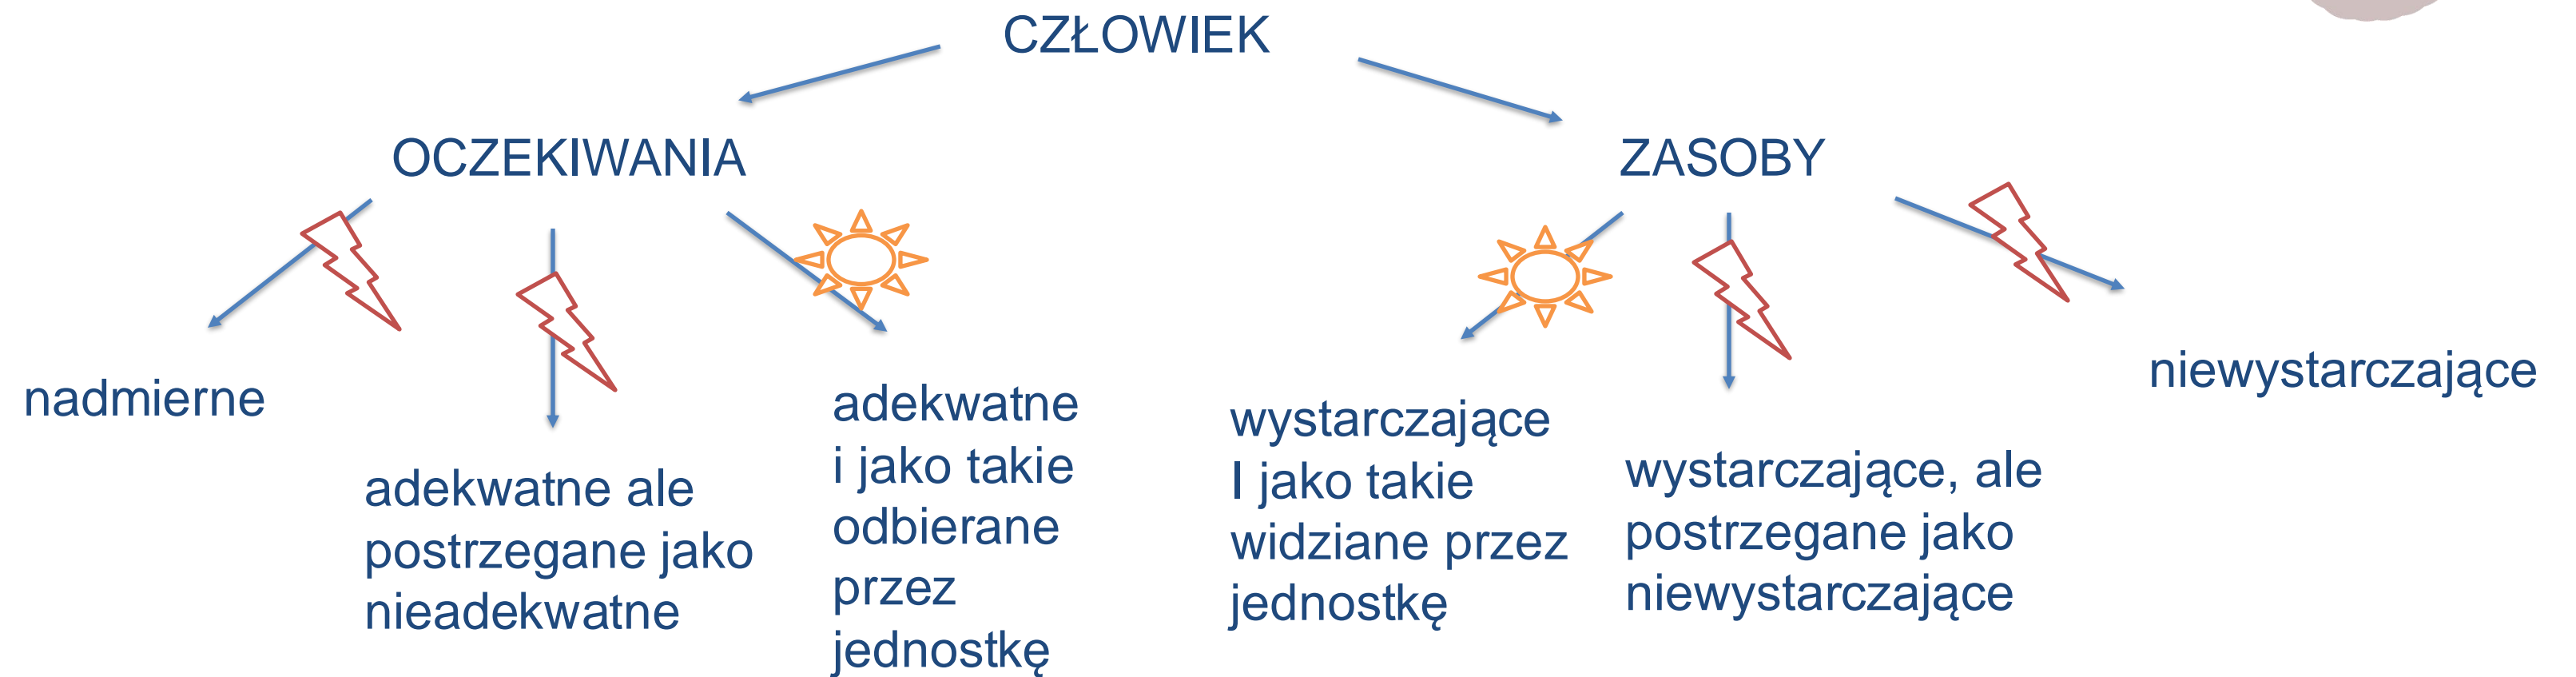 CZŁOWIEK
OCZEKIWANIA
ZASOBY
nadmierne
adekwatne ale
postrzegane jako
nieadekwatne
adekwatne
i jako takie
odbierane
przez
jednostkę
wystarczające
I jako takie
widziane przez
jednostkę
wystarczające, ale
postrzegane jako
niewystarczające
niewystarczające